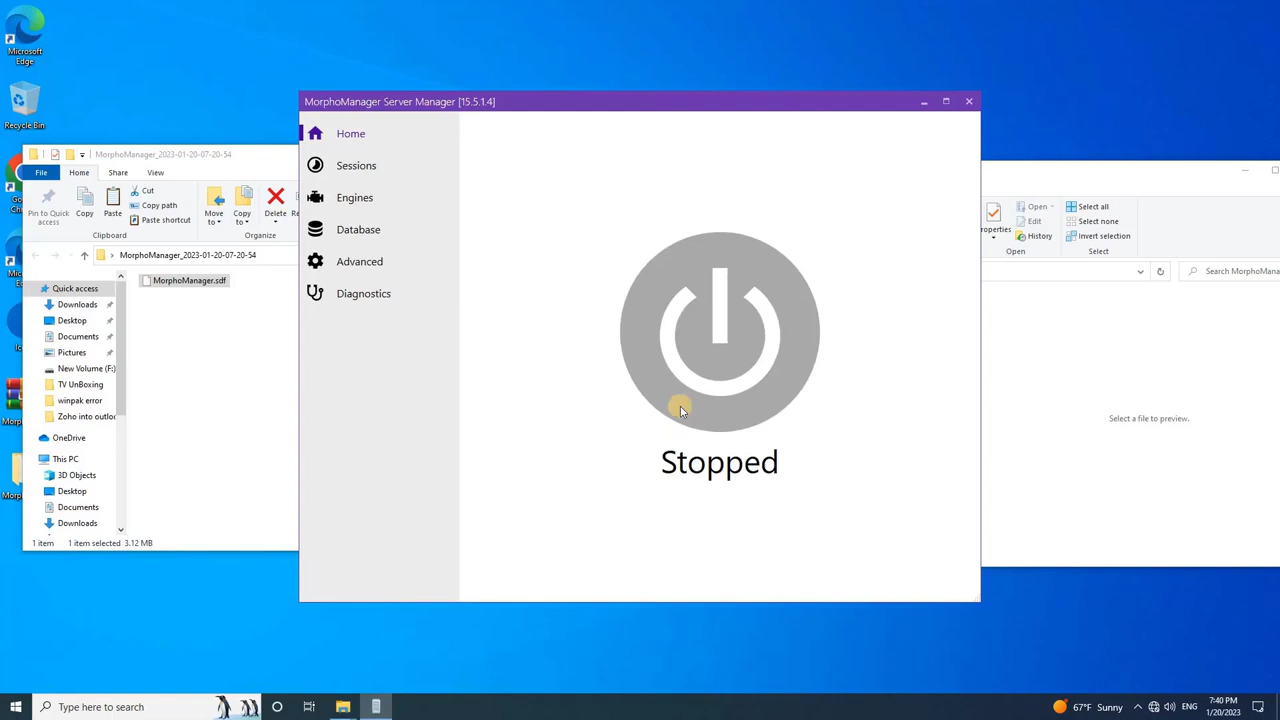 Microsoft
Edge
Recycle Bin
MorphoManager_2023-01-20-07-20-54
File
Home
Share
View
Pin to Quick
access
Copy
Paste
Cut
Copy path
Paste shortcut
Clipboard
Move
to
Copy
to
Delete
Organize
MorphoManager_2023-01-20-07-20-54
Quick access
Downloads
Desktop
Documents
Pictures
New Volume (F:)
TV UnBoxing
winpak error
Zoho into outlo
OneDrive
This PC
3D Objects
Desktop
Documents
Downloads
MorphoManager.sdf
1 item
1 item selected 3.12 MB
MorphoManager Server Manager [15.5.1.4]
Home
Sessions
Engines
Database
Advanced
Diagnostics
Stopped
Open
Edit
History
Open
Select all
Select none
Invert selection
Select
Search MorphoMana
Select a file to preview.
Type here to search
67°F Sunny
ENG
7:40 PM
1/20/2023